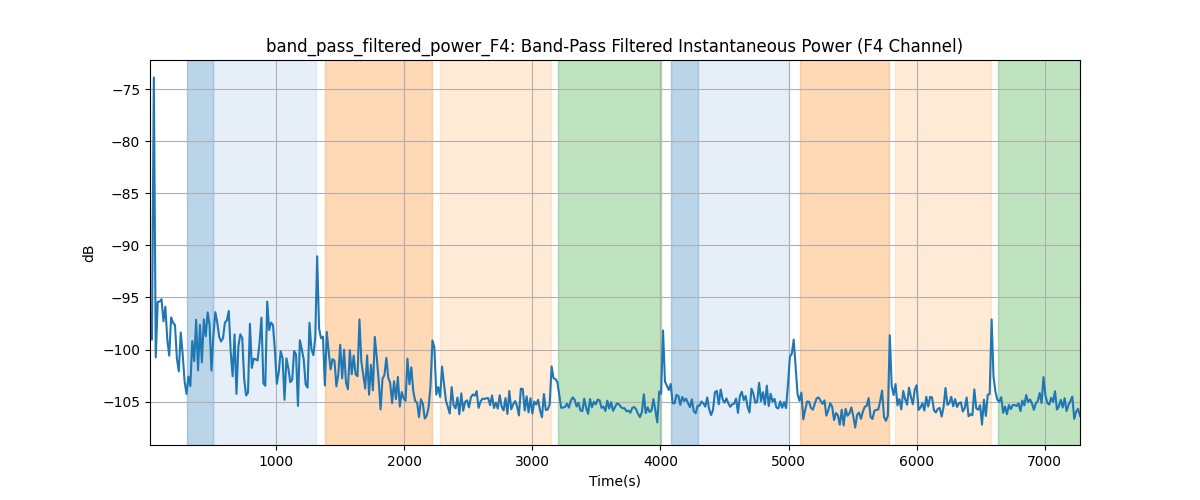 band_pass_filtered_power_F4: Band-Pass Filtered Instantaneous Power (F4 Channel)
−75
−80
−85
−90
−95
−100
−105
dB
1000 2000 3000 4000 5000 6000 7000
Time(s)